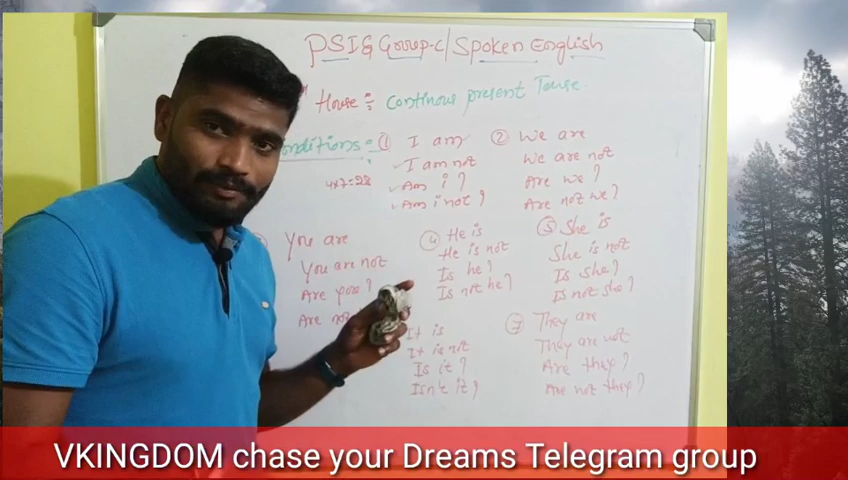 PSI & Group-c/Spoken English
House : continous present Tense.
onditions :
① I am
I am not
Am i ?
Am i not ?
4x7=28
② We are
We are not
Are we ?
Are not we ?
You are
You are not
Are you ?
Are not
④ He is
He is not
Is he ?
Is not he ?
⑤ She is
She is not
Is she ?
Is not she ?
It is
It is not
Is it ?
Isn't it ?
⑦ They are
They are not
Are they ?
Are not they ?
VKINGDOM chase your Dreams Telegram group